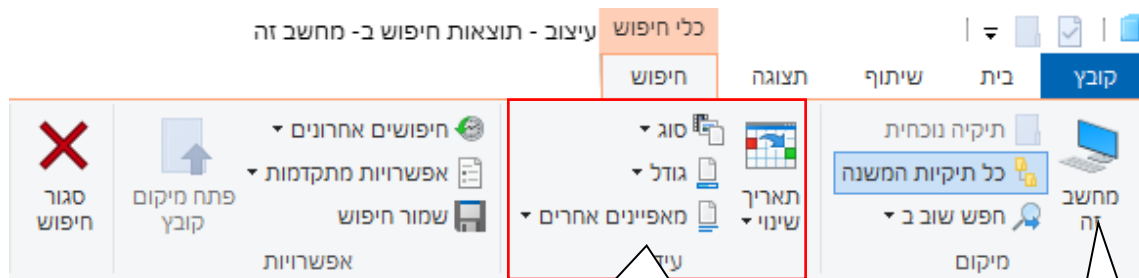 כלי חיפוש
עיצוב - תוצאות חיפוש ב- מחשב זה
קובץ
בית
שיתוף
תצוגה
חיפוש
מחשב
זה
תיקיה נוכחית
כל תיקיות המשנה
חפש שוב ב
מיקום
תאריך
שינוי
סוג
גודל
מאפיינים אחרים
חיפושים אחרונים
אפשרויות מתקדמות
שמור חיפוש
פתח מיקום
קובץ
אפשרויות
סגור
חיפוש